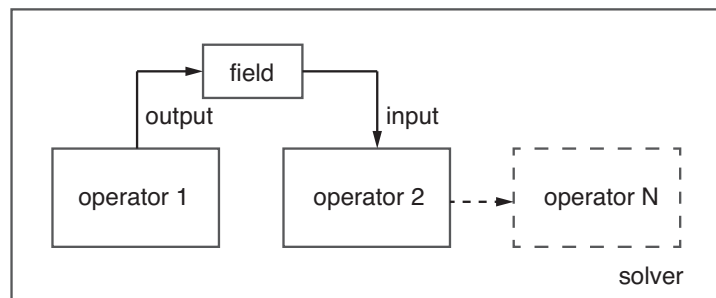 field
output
input
operator 1
operator 2
operator N
solver